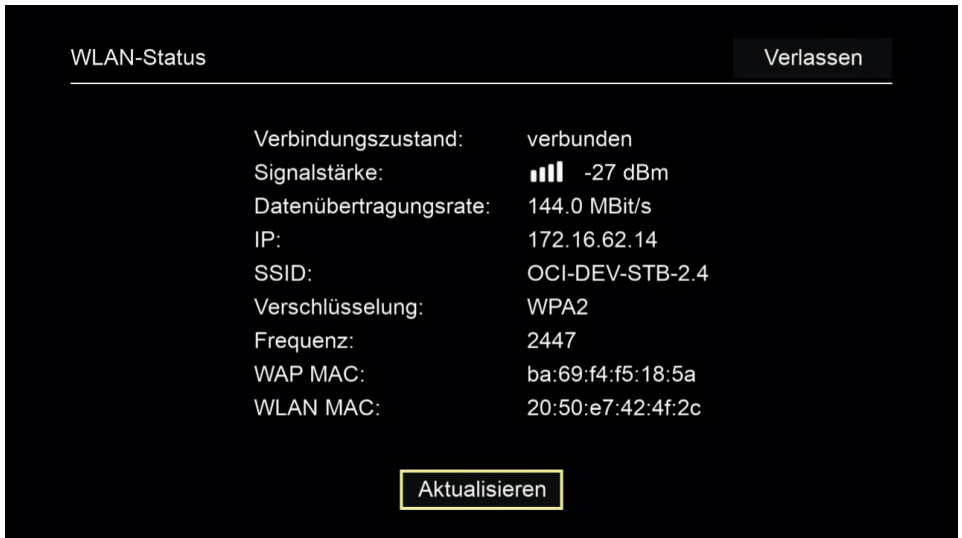 WLAN-Status Verlassen
Verbindungszustand: verbunden
Signalstärke: -27 dBm
Datenübertragungsrate: 144.0 MBit/s
IP: 172.16.62.14
SSID: OCI-DEV-STB-2.4
Verschlüsselung: WPA2
Frequenz: 2447
WAP MAC: ba:69:f4:f5:18:5a
WLAN MAC: 20:50:e7:42:4f:2c
Aktualisieren